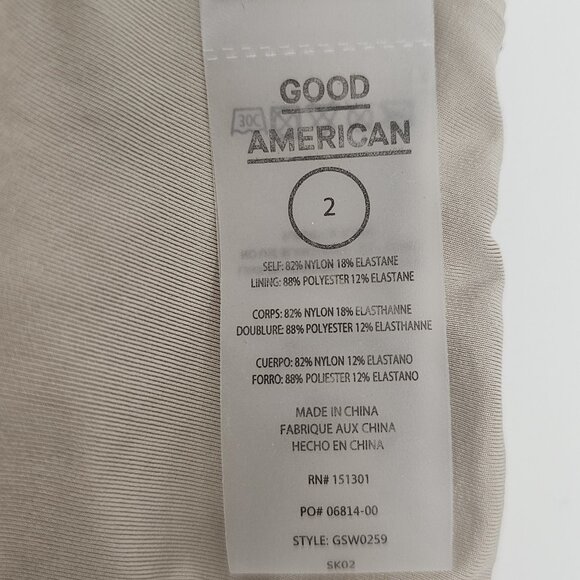 GOOD
AMERICAN
30C
2
SELF: 82% NYLON 18% ELASTANE
LINING: 88% POLYESTER 12% ELASTANE
CORPS: 82% NYLON 18% ELASTHANNE
DOUBLURE: 88% POLYESTER 12% ELASTHANNE
CUERPO: 82% NYLON 12% ELASTANO
FORRO: 88% POLIESTER 12% ELASTANO
MADE IN CHINA
FABRIQUE AUX CHINA
HECHO EN CHINA
RN# 151301
PO# 06814-00
STYLE: GSW0259
SK02